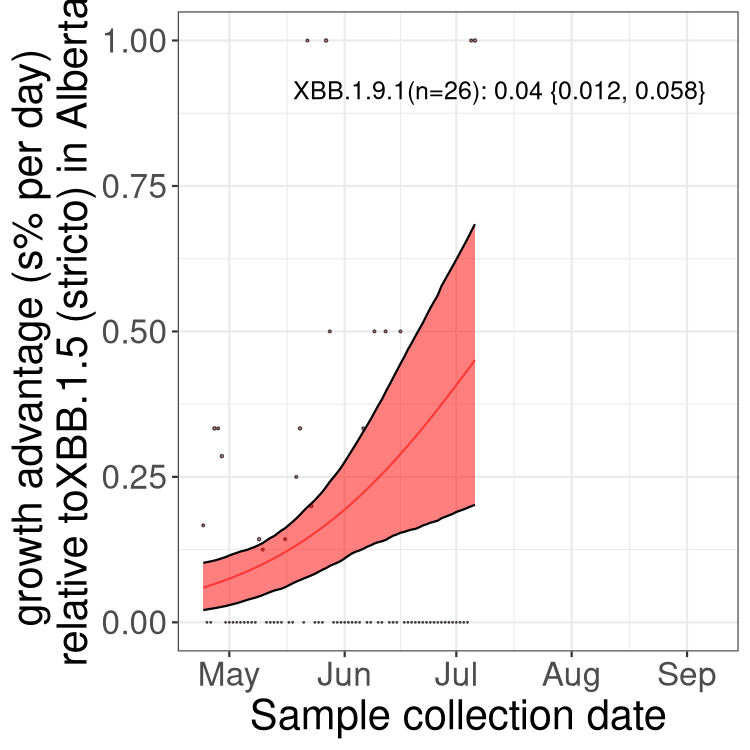 growth advantage (s% per day)
relative toXBB.1.5 (stricto) in Alberta
1.00
0.75
0.50
0.25
0.00
XBB.1.9.1(n=26): 0.04 {0.012, 0.058}
May Jun Jul Aug Sep
Sample collection date